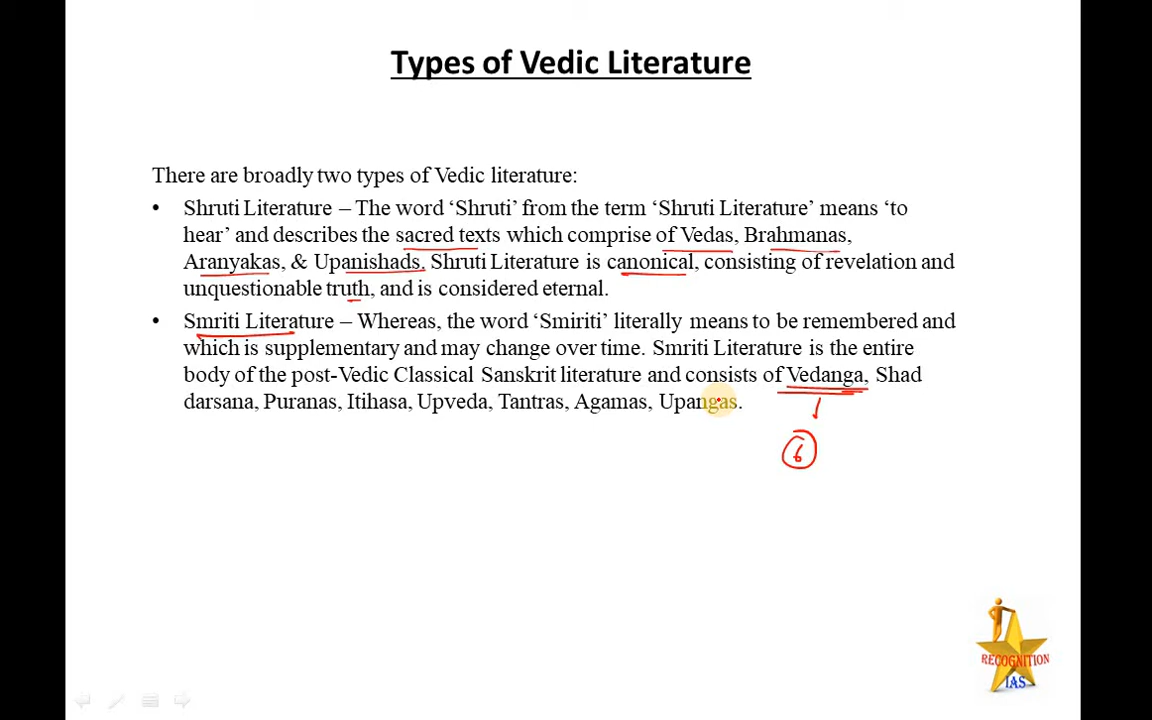 Types of Vedic Literature
There are broadly two types of Vedic literature:
• Shruti Literature – The word ‘Shruti’ from the term ‘Shruti Literature’ means ‘to
hear’ and describes the sacred texts which comprise of Vedas, Brahmanas,
Aranyakas, & Upanishads. Shruti Literature is canonical, consisting of revelation and
unquestionable truth, and is considered eternal.
• Smriti Literature – Whereas, the word ‘Smiriti’ literally means to be remembered and
which is supplementary and may change over time. Smriti Literature is the entire
body of the post-Vedic Classical Sanskrit literature and consists of Vedanga, Shad
darsana, Puranas, Itihasa, Upveda, Tantras, Agamas, Upangas.
6
RECOGNITION
IAS